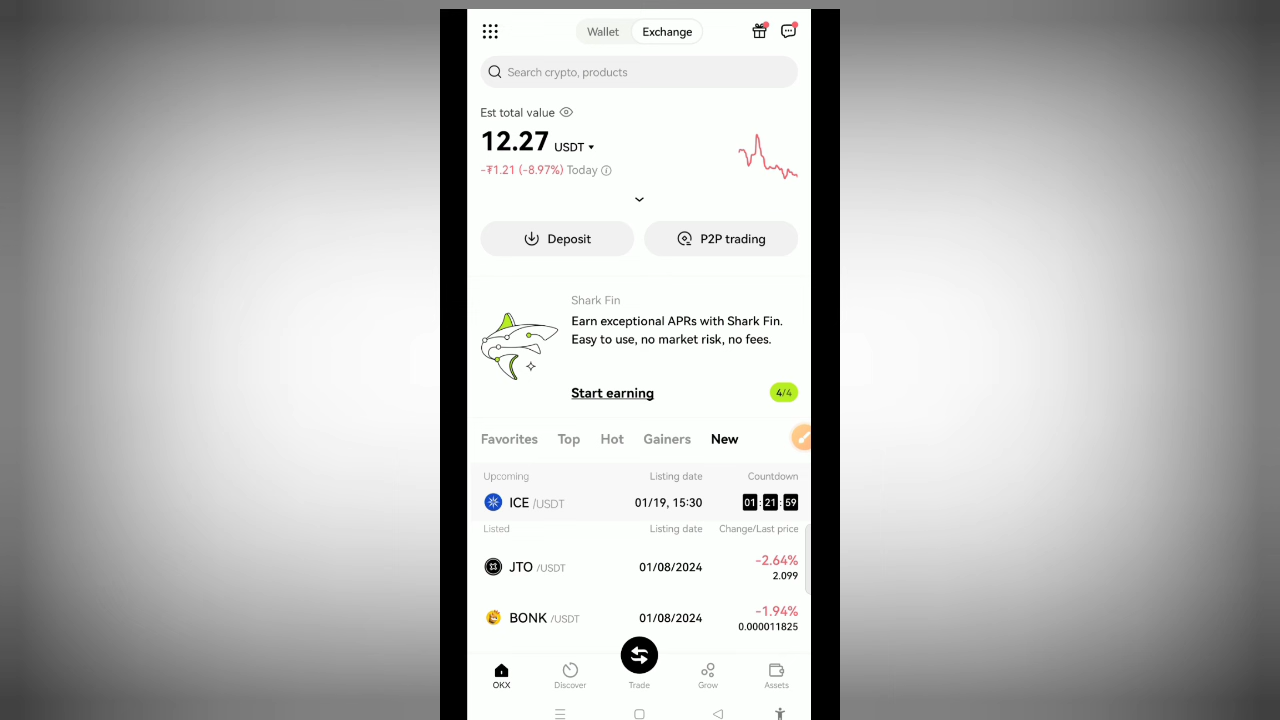 Wallet Exchange
Search crypto, products
Est total value
12.27 USDT
-₮1.21 (-8.97%) Today
Deposit P2P trading
Shark Fin
Earn exceptional APRs with Shark Fin.
Easy to use, no market risk, no fees.
Start earning 4/4
Favorites Top Hot Gainers New
Upcoming Listing date Countdown
ICE /USDT 01/19, 15:30 01:21:59
Listed Listing date Change/Last price
JTO /USDT 01/08/2024 -2.64%
2.099
BONK /USDT 01/08/2024 -1.94%
0.000011825
OKX Discover Trade Grow Assets